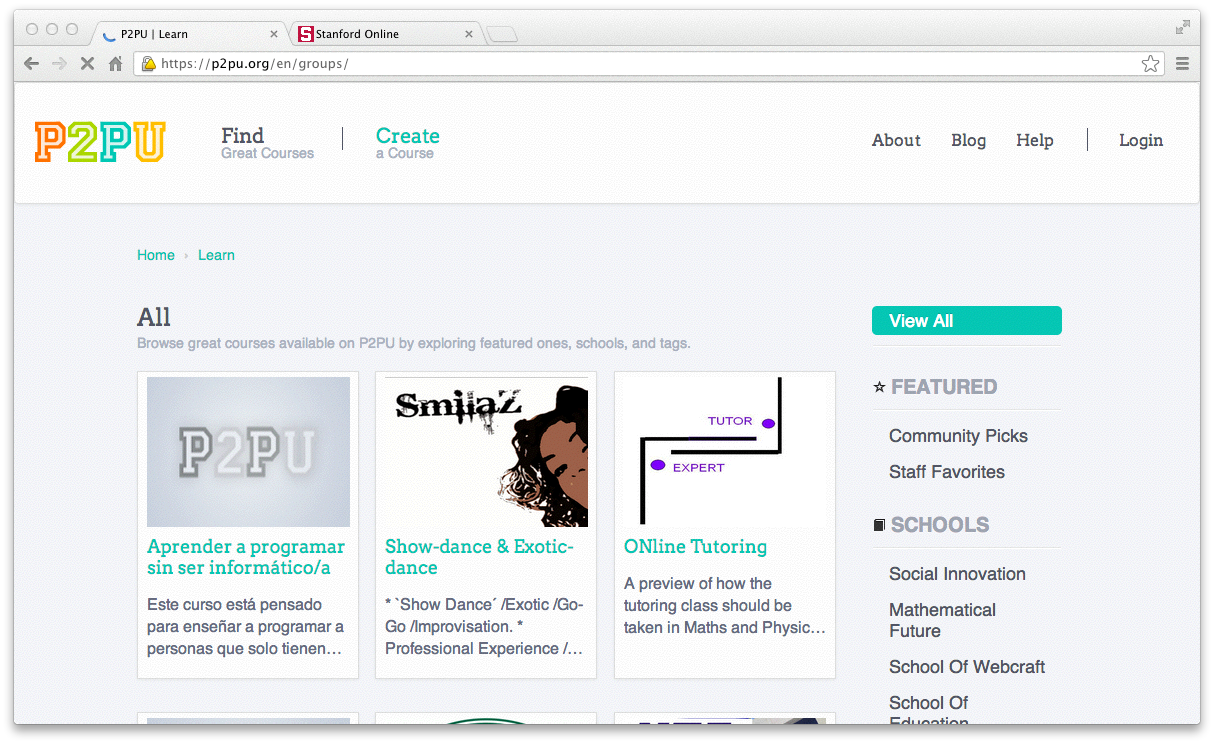 P2PU | Learn
Stanford Online
https://p2pu.org/en/groups/
P2PU
Find
Great Courses
Create
a Course
About
Blog
Help
Login
Home › Learn
All
Browse great courses available on P2PU by exploring featured ones, schools, and tags.
P2PU
Aprender a programar
sin ser informático/a
Este curso está pensado
para enseñar a programar a
personas que solo tienen…
SmilaZ
Show-dance & Exotic-
dance
* `Show Dance´ /Exotic /Go-
Go /Improvisation. *
Professional Experience /…
TUTOR
EXPERT
ONline Tutoring
A preview of how the
tutoring class should be
taken in Maths and Physic…
View All
FEATURED
Community Picks
Staff Favorites
SCHOOLS
Social Innovation
Mathematical
Future
School Of Webcraft
School Of
Education